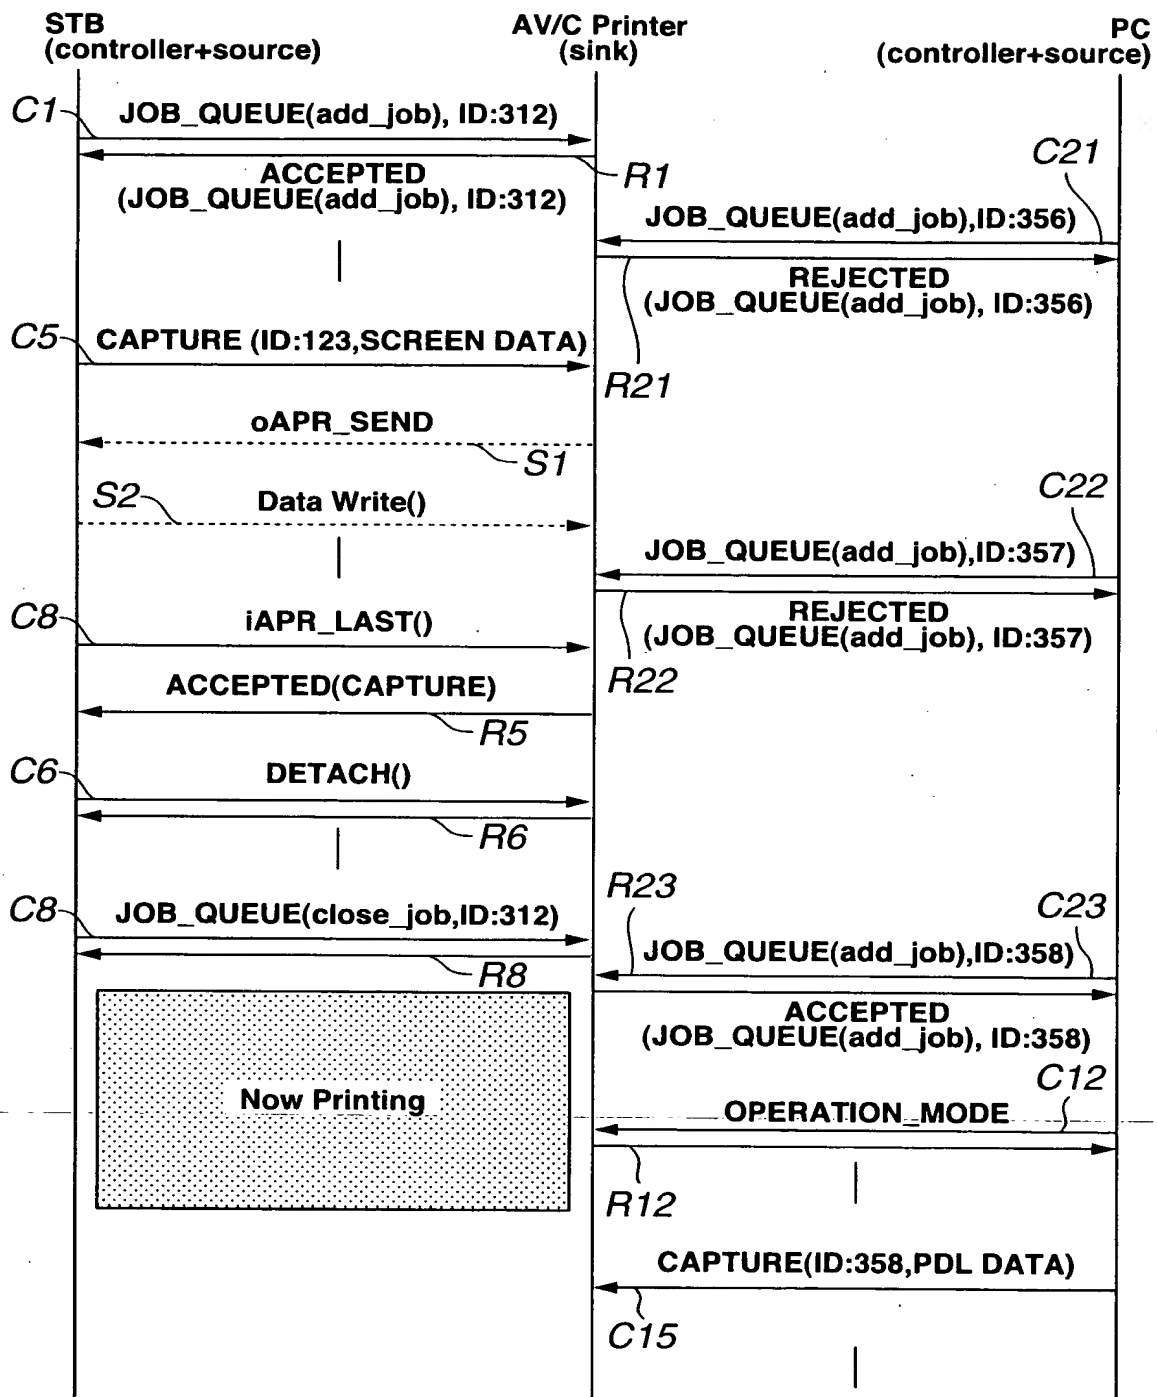 STB
(controller+source)
AV/C Printer
(sink)
PC
(controller+source)
C1
JOB_QUEUE(add_job), ID:312)
R1
ACCEPTED
(JOB_QUEUE(add_job), ID:312)
C21
JOB_QUEUE(add_job),ID:356)
REJECTED
(JOB_QUEUE(add_job), ID:356)
R21
C5
CAPTURE (ID:123,SCREEN DATA)
oAPR_SEND
S1
S2
Data Write()
C22
JOB_QUEUE(add_job),ID:357)
REJECTED
(JOB_QUEUE(add_job), ID:357)
R22
C8
iAPR_LAST()
ACCEPTED(CAPTURE)
R5
C6
DETACH()
R6
C8
JOB_QUEUE(close_job,ID:312)
R8
R23
C23
JOB_QUEUE(add_job),ID:358)
ACCEPTED
(JOB_QUEUE(add_job), ID:358)
Now Printing
C12
OPERATION_MODE
R12
CAPTURE(ID:358,PDL DATA)
C15